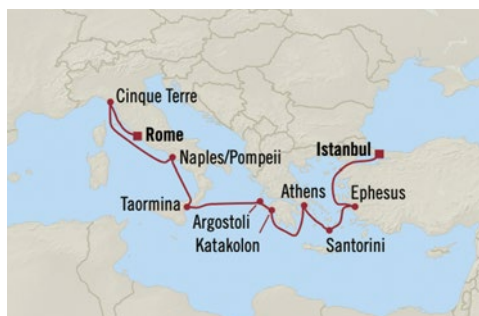 Cinque Terre
Rome
Naples/Pompeii
Istanbul
Taormina
Argostoli
Katakolon
Athens
Ephesus
Santorini